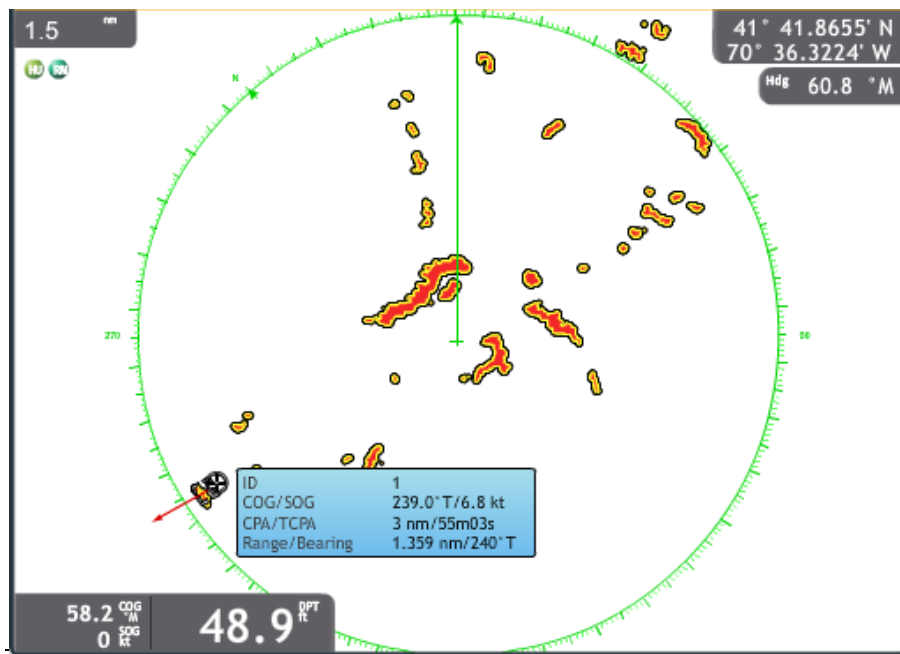 1.5 nm
41° 41.8655' N
70° 36.3224' W
HU RN
Hdg 60.8 °M
N
270
90
ID 1
COG/SOG 239.0°T/6.8 kt
CPA/TCPA 3 nm/55m03s
Range/Bearing 1.359 nm/240°T
58.2 COG °M
0 SOG kt
48.9 DPT ft